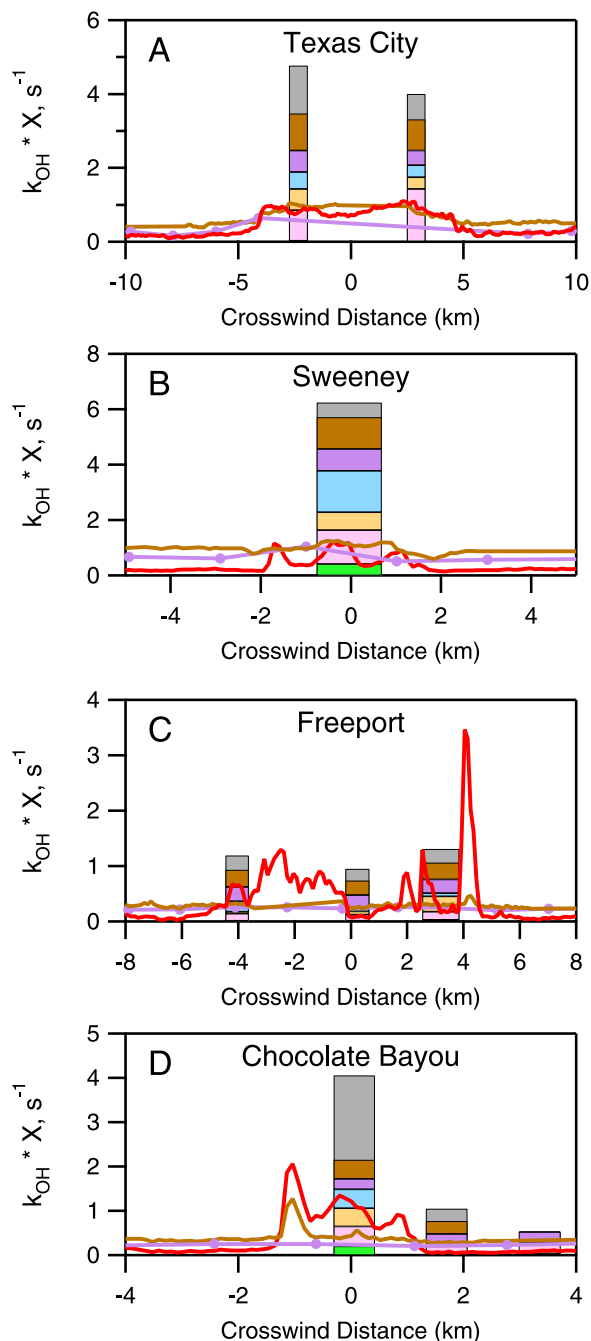 A Texas City
k_OH * X, s^-1
6
4
2
0
-10 -5 0 5 10
Crosswind Distance (km)
B Sweeney
k_OH * X, s^-1
8
6
4
2
0
-4 -2 0 2 4
Crosswind Distance (km)
C Freeport
k_OH * X, s^-1
4
3
2
1
0
-8 -6 -4 -2 0 2 4 6 8
Crosswind Distance (km)
D Chocolate Bayou
k_OH * X, s^-1
5
4
3
2
1
0
-4 -2 0 2 4
Crosswind Distance (km)